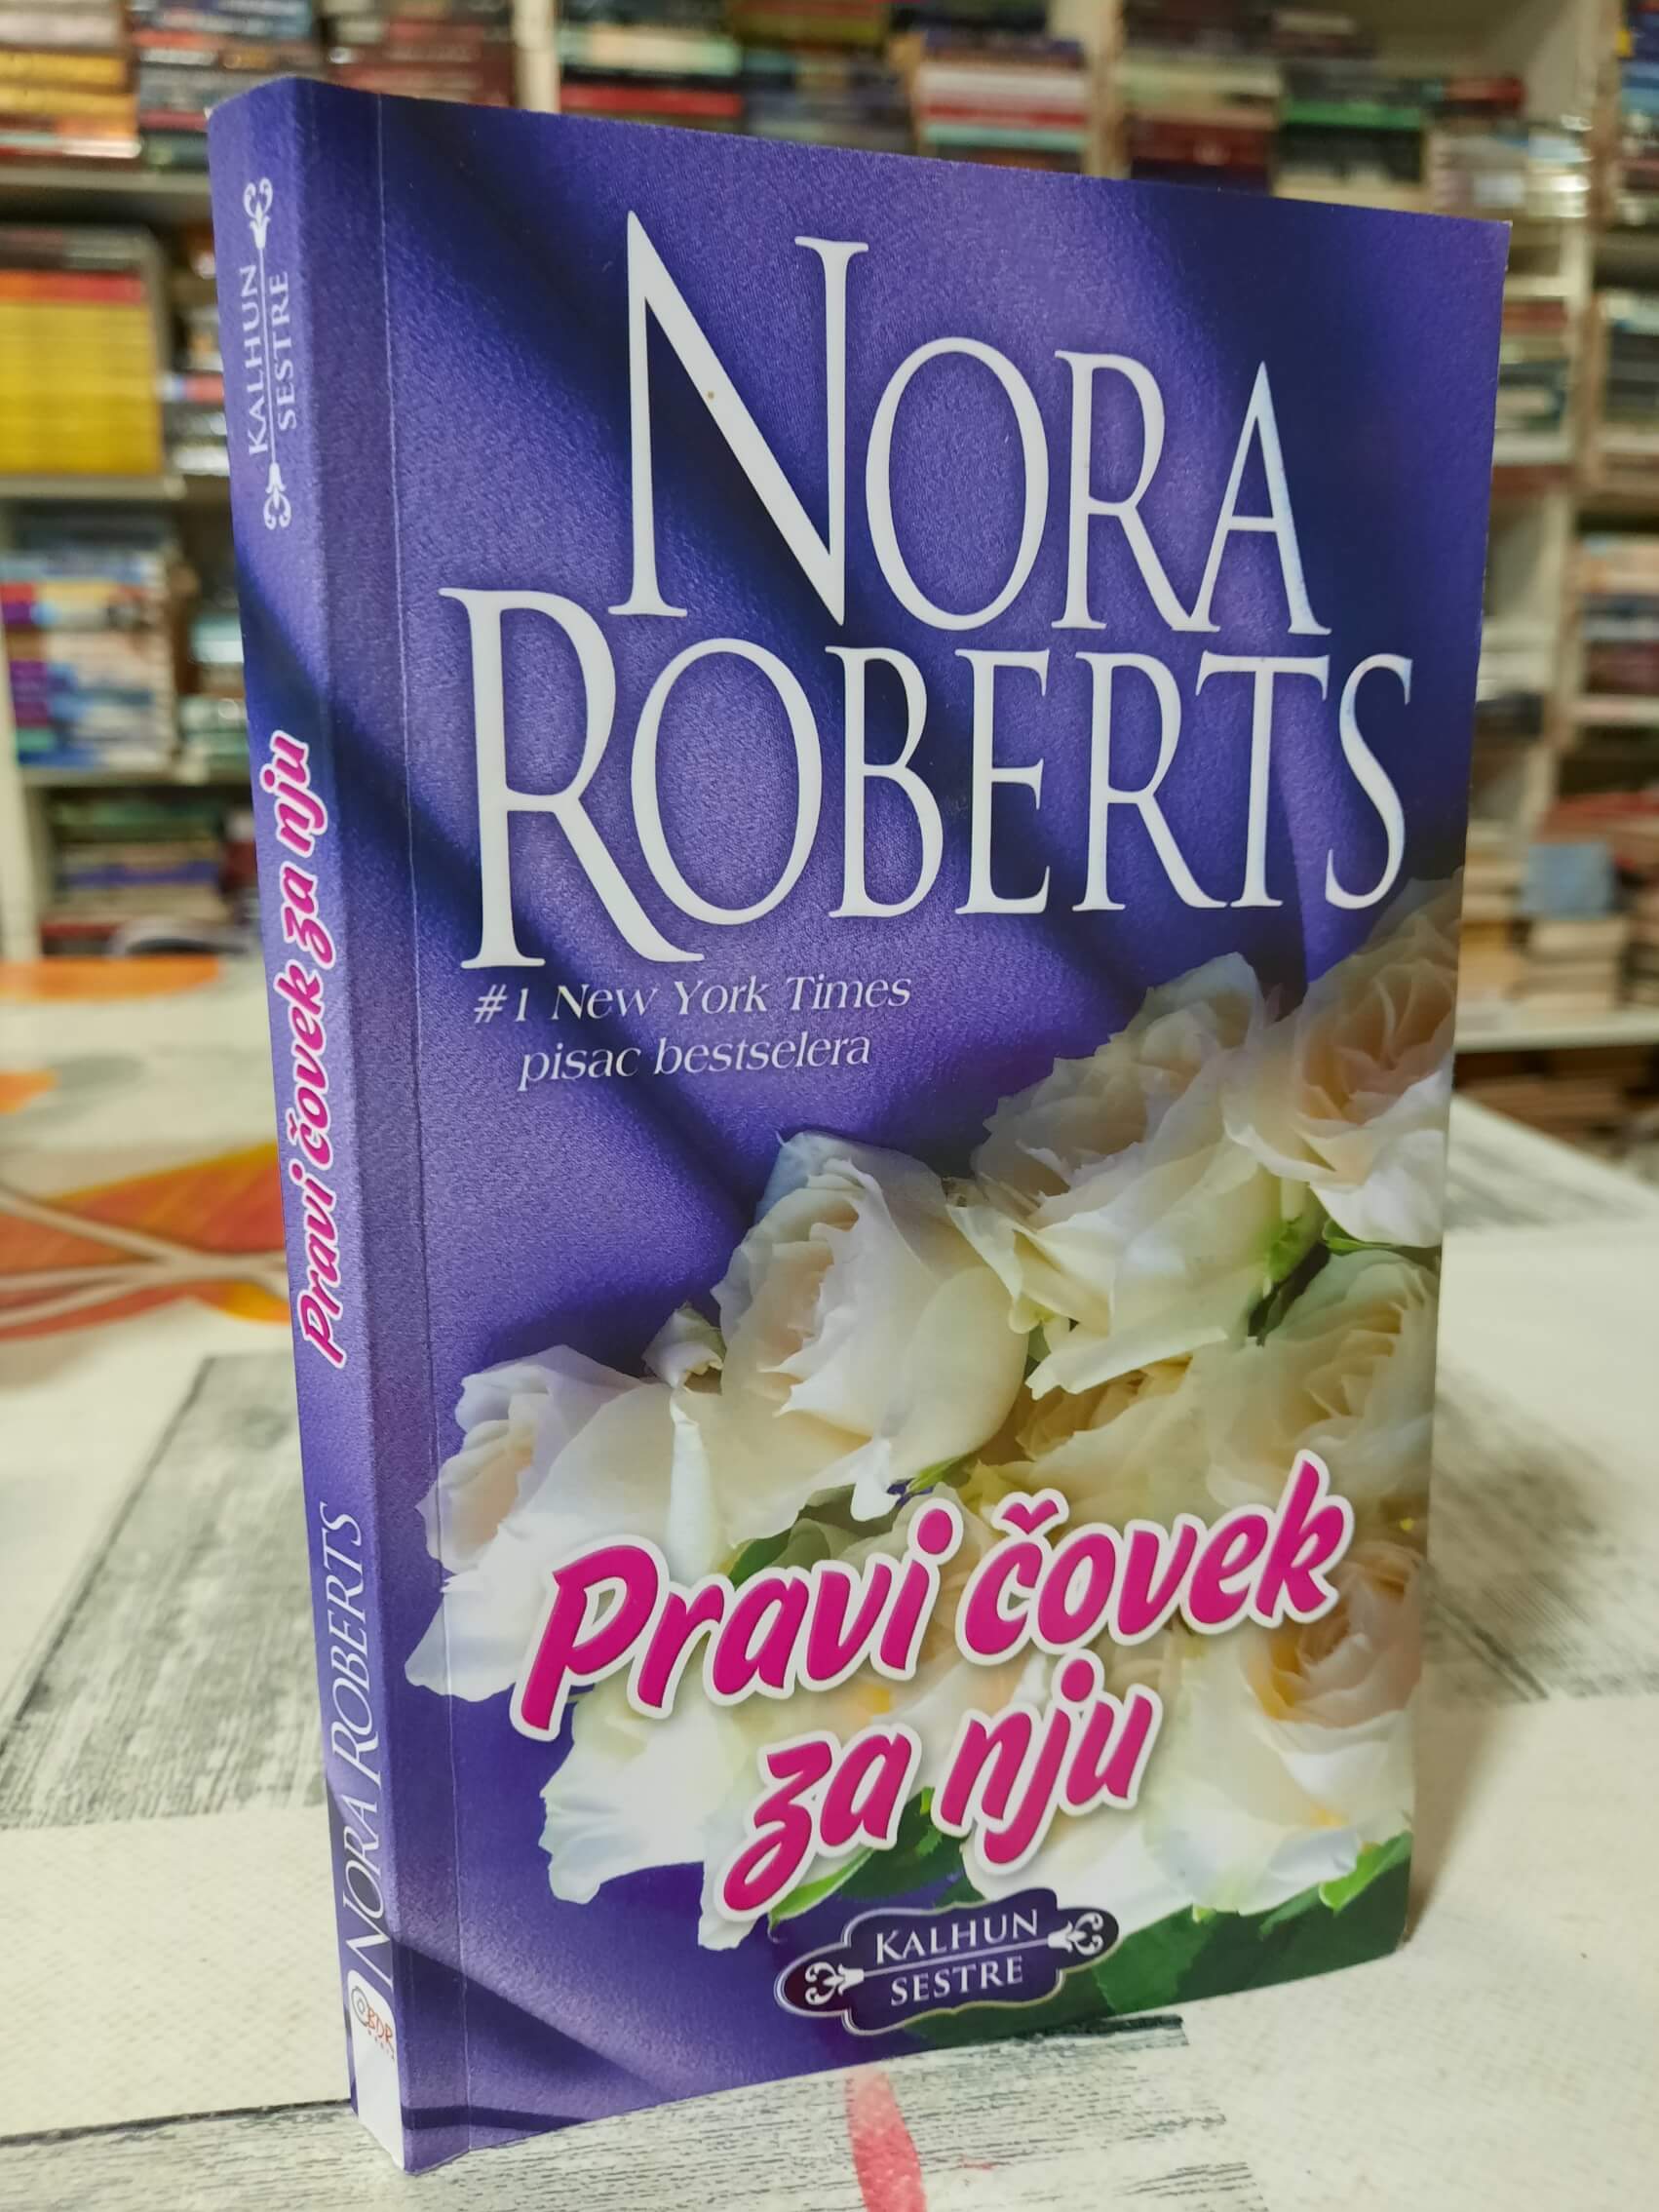 NORA
ROBERTS
#1 New York Times
pisac bestselera
Pravi čovek
za nju
KALHUN
SESTRE
KALHUN
SESTRE
Pravi čovek za nju
NORA ROBERTS
BDR